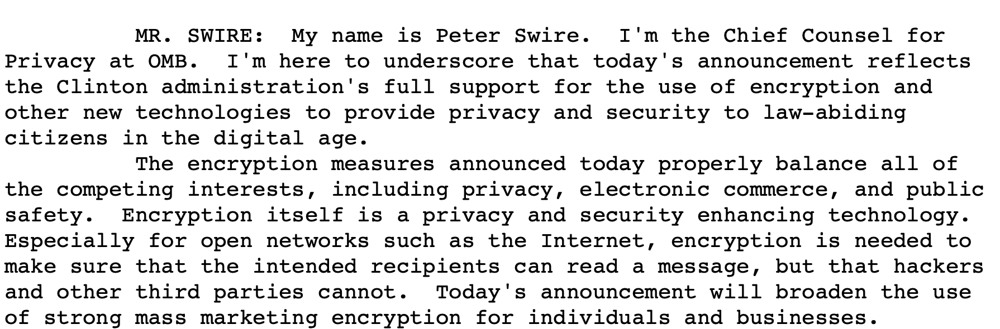 MR. SWIRE:  My name is Peter Swire.  I'm the Chief Counsel for
Privacy at OMB.  I'm here to underscore that today's announcement reflects
the Clinton administration's full support for the use of encryption and
other new technologies to provide privacy and security to law-abiding
citizens in the digital age.
The encryption measures announced today properly balance all of
the competing interests, including privacy, electronic commerce, and public
safety.  Encryption itself is a privacy and security enhancing technology.
Especially for open networks such as the Internet, encryption is needed to
make sure that the intended recipients can read a message, but that hackers
and other third parties cannot.  Today's announcement will broaden the use
of strong mass marketing encryption for individuals and businesses.